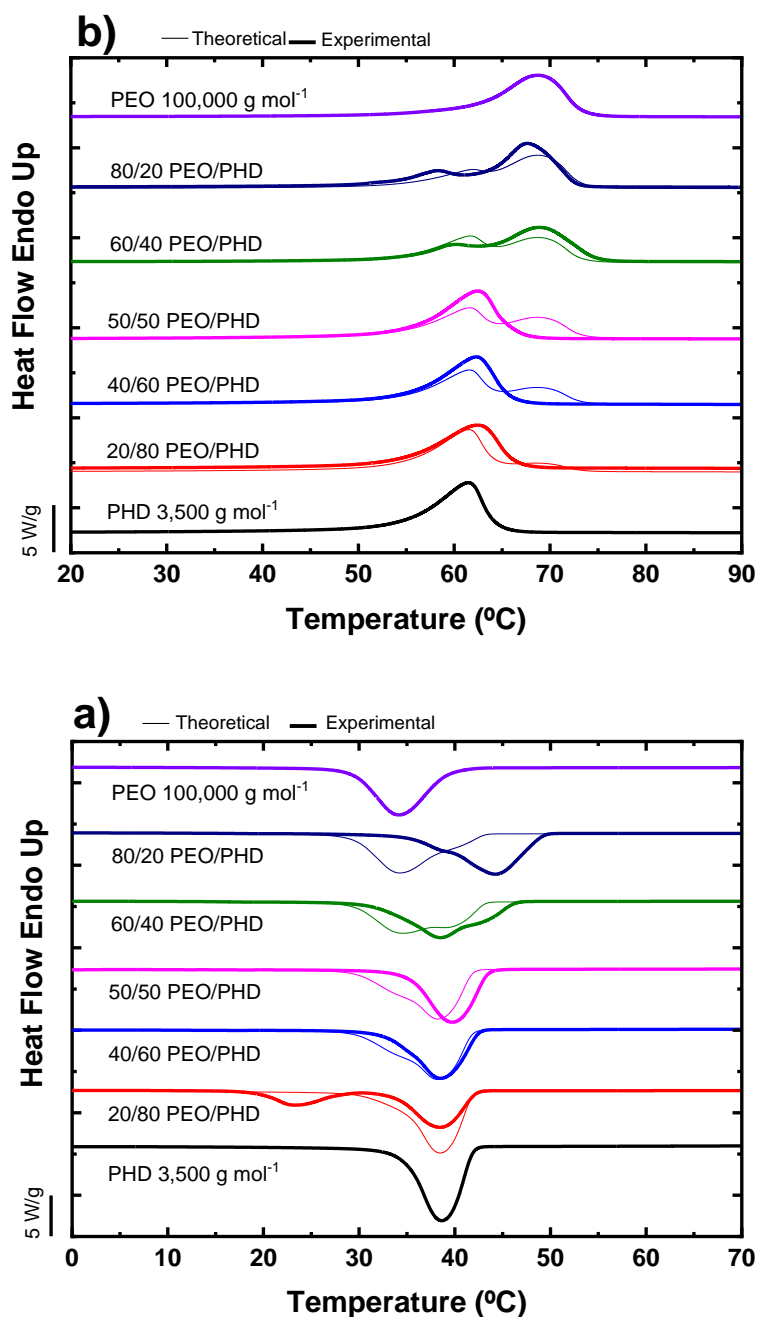 b)
Theoretical Experimental
PEO 100,000 g mol-1
80/20 PEO/PHD
60/40 PEO/PHD
50/50 PEO/PHD
40/60 PEO/PHD
20/80 PEO/PHD
PHD 3,500 g mol-1
Heat Flow Endo Up
5 W/g
20 30 40 50 60 70 80 90
Temperature (ºC)
a)
Theoretical Experimental
PEO 100,000 g mol-1
80/20 PEO/PHD
60/40 PEO/PHD
50/50 PEO/PHD
40/60 PEO/PHD
20/80 PEO/PHD
PHD 3,500 g mol-1
Heat Flow Endo Up
5 W/g
0 10 20 30 40 50 60 70
Temperature (ºC)